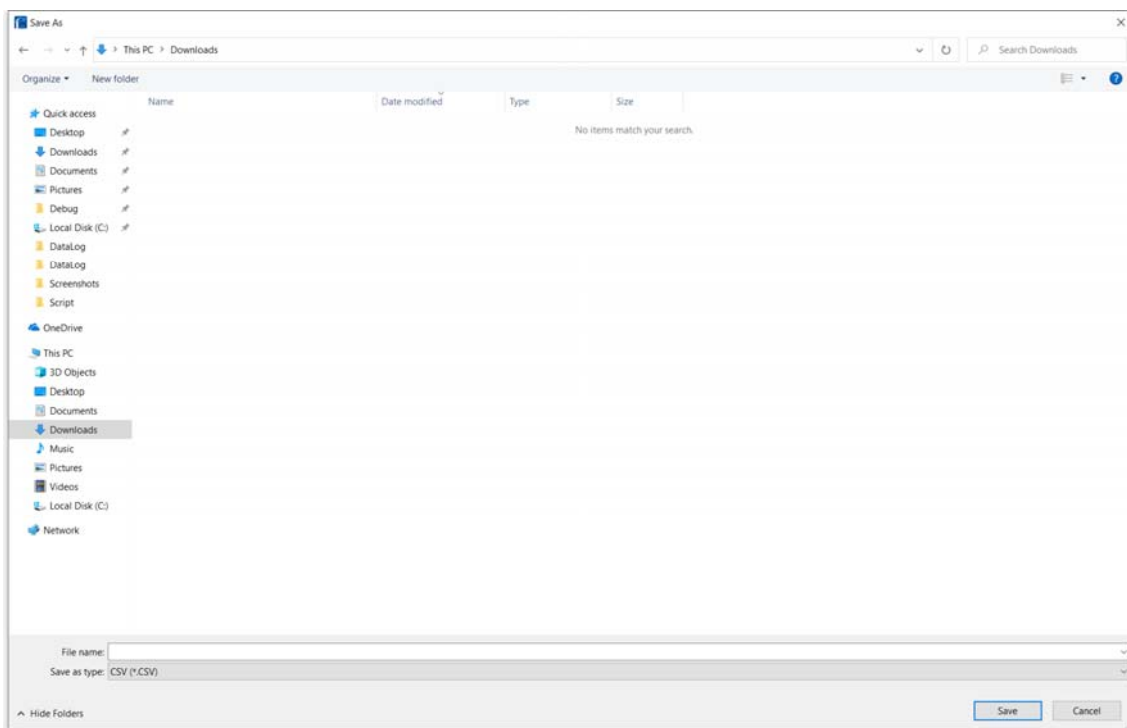 Save As
This PC > Downloads
Search Downloads
Organize
New folder
Name Date modified Type Size
No items match your search.
Quick access
Desktop
Downloads
Documents
Pictures
Debug
Local Disk (C:)
DataLog
DataLog
Screenshots
Script
OneDrive
This PC
3D Objects
Desktop
Documents
Downloads
Music
Pictures
Videos
Local Disk (C:)
Network
File name:
Save as type: CSV (*.CSV)
Hide Folders
Save
Cancel